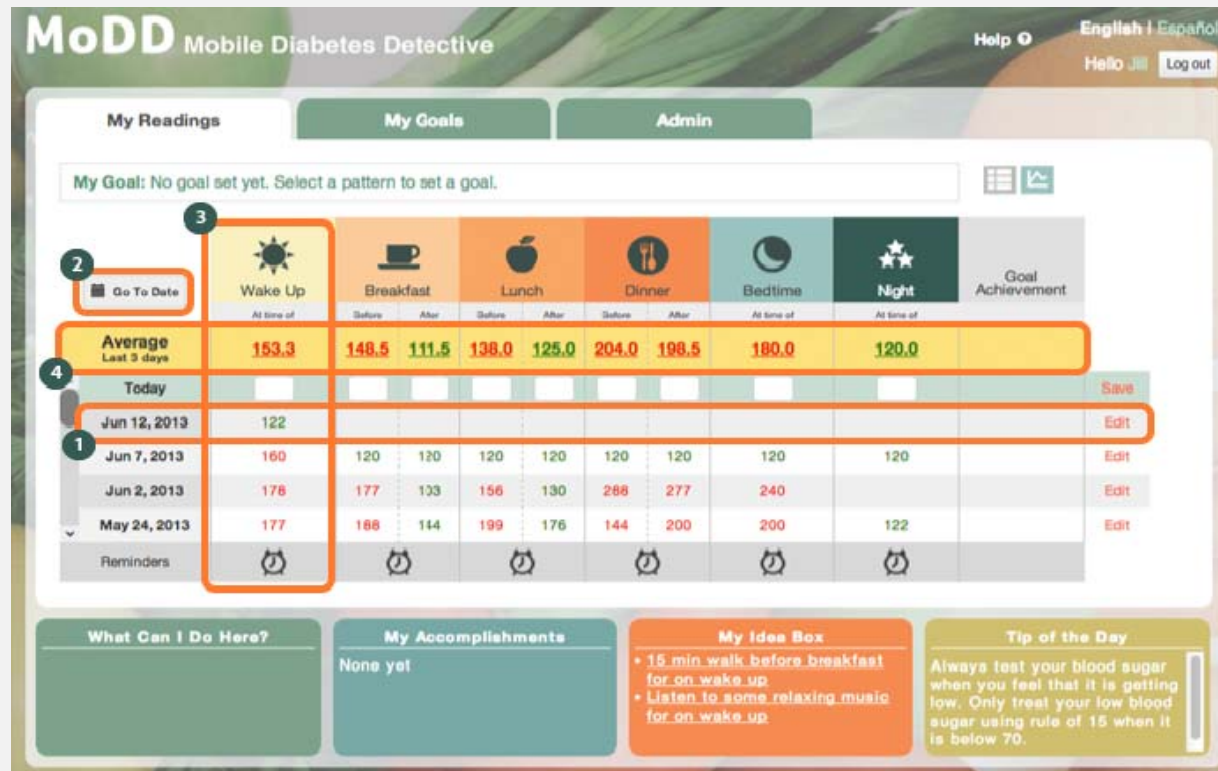 MoDD Mobile Diabetes Detective
Help ?
English | Español
Hello Jill Log out
My Readings My Goals Admin
My Goal: No goal set yet. Select a pattern to set a goal.
3
2
Go To Date Wake Up Breakfast Lunch Dinner Bedtime Night Goal Achievement
At time of Before After Before After Before After At time of At time of
Average 153.3 148.5 111.5 138.0 125.0 204.0 198.5 180.0 120.0
Last 3 days
4
Today Save
Jun 12, 2013 122 Edit
1
Jun 7, 2013 160 120 120 120 120 120 120 120 120 Edit
Jun 2, 2013 178 177 103 156 130 288 277 240 Edit
May 24, 2013 177 188 144 199 176 144 200 200 122 Edit
Reminders
What Can I Do Here?
My Accomplishments
None yet
My Idea Box
• 15 min walk before breakfast
for on wake up
• Listen to some relaxing music
for on wake up
Tip of the Day
Always test your blood sugar
when you feel that it is getting
low. Only treat your low blood
sugar using rule of 15 when it
is below 70.